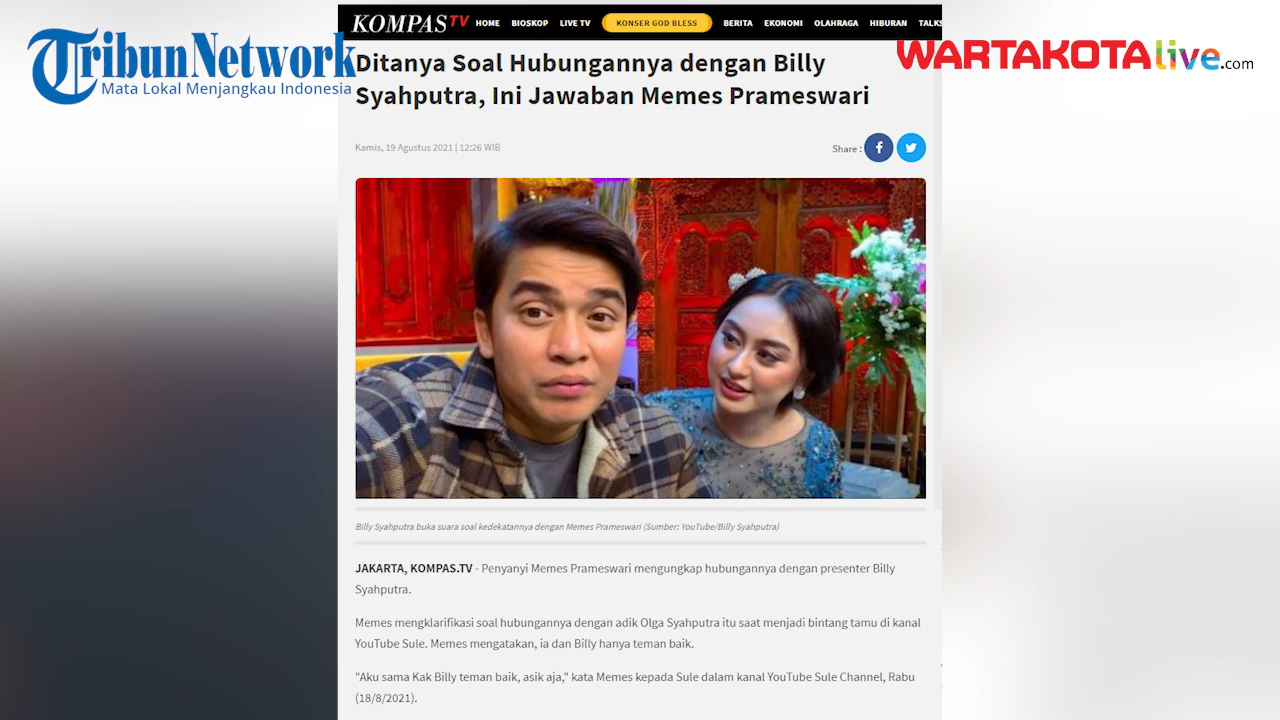 KOMPASTV HOME BIOSKOP LIVE TV KONSER GOD BLESS BERITA EKONOMI OLAHRAGA HIBURAN TALKS
TribunNetwork
Mata Lokal Menjangkau Indonesia
WARTAKOTAlive.com
Ditanya Soal Hubungannya dengan Billy
Syahputra, Ini Jawaban Memes Prameswari
Kamis, 19 Agustus 2021 | 12:26 WIB
Share :
Billy Syahputra buka suara soal kedekatannya dengan Memes Prameswari (Sumber: YouTube/Billy Syahputra)
JAKARTA, KOMPAS.TV - Penyanyi Memes Prameswari mengungkap hubungannya dengan presenter Billy
Syahputra.
Memes mengklarifikasi soal hubungannya dengan adik Olga Syahputra itu saat menjadi bintang tamu di kanal
YouTube Sule. Memes mengatakan, ia dan Billy hanya teman baik.
"Aku sama Kak Billy teman baik, asik aja," kata Memes kepada Sule dalam kanal YouTube Sule Channel, Rabu
(18/8/2021).